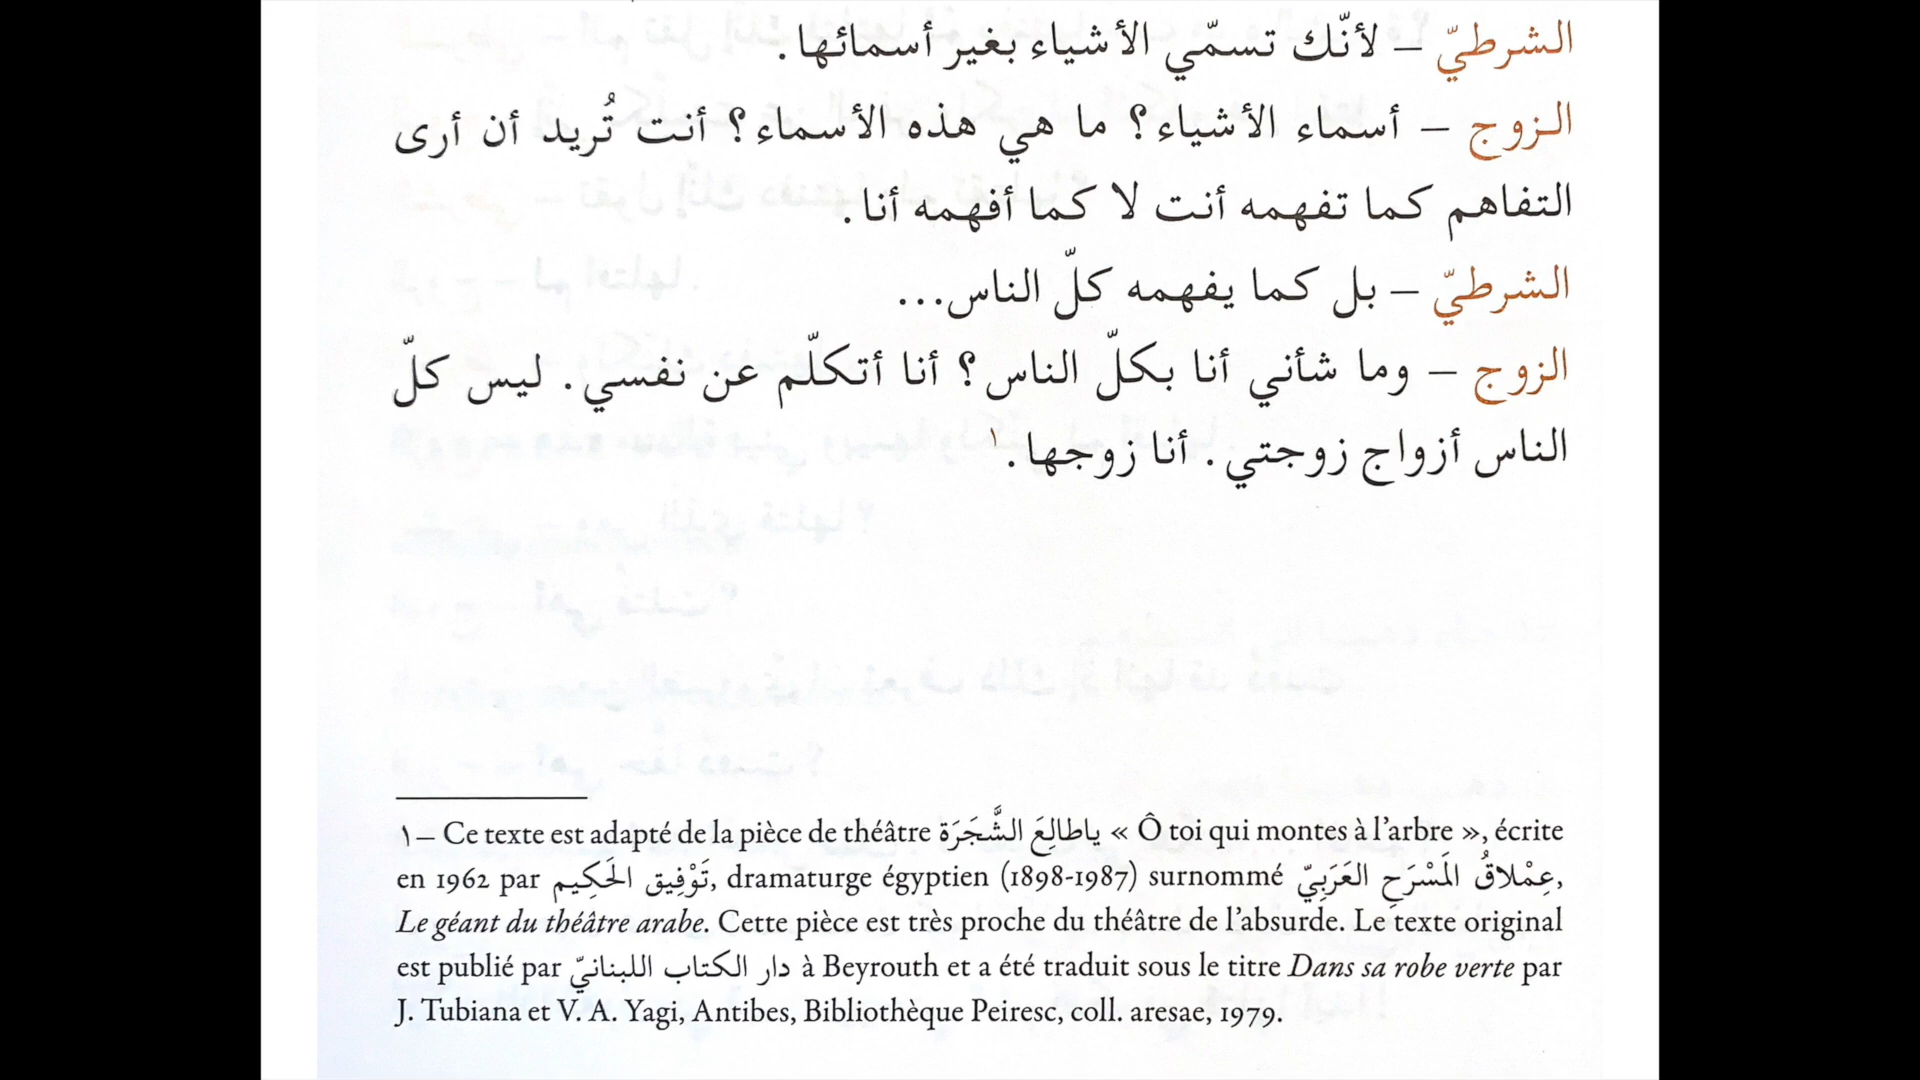 الشرطيّ – لأنّك تسمّي الأشياء بغير أسمائها.
الزوج – أسماء الأشياء؟ ما هي هذه الأسماء؟ أنت تُريد أن أرى
التفاهم كما تفهمه أنت لا كما أفهمه أنا.
الشرطيّ – بل كما يفهمه كلّ الناس...
الزوج – وما شأني أنا بكلّ الناس؟ أنا أتكلّم عن نفسي. ليس كلّ
الناس أزواج زوجتي. أنا زوجها.١
١– Ce texte est adapté de la pièce de théâtre ياطالِعَ الشَّجَرَة « Ô toi qui montes à l’arbre », écrite
en 1962 par تَوْفِيق الحَكِيم, dramaturge égyptien (1898-1987) surnommé عِمْلاقُ المَسْرَحِ العَرَبِيّ,
Le géant du théâtre arabe. Cette pièce est très proche du théâtre de l’absurde. Le texte original
est publié par دار الكتاب اللبنانيّ à Beyrouth et a été traduit sous le titre Dans sa robe verte par
J. Tubiana et V. A. Yagi, Antibes, Bibliothèque Peiresc, coll. aresae, 1979.